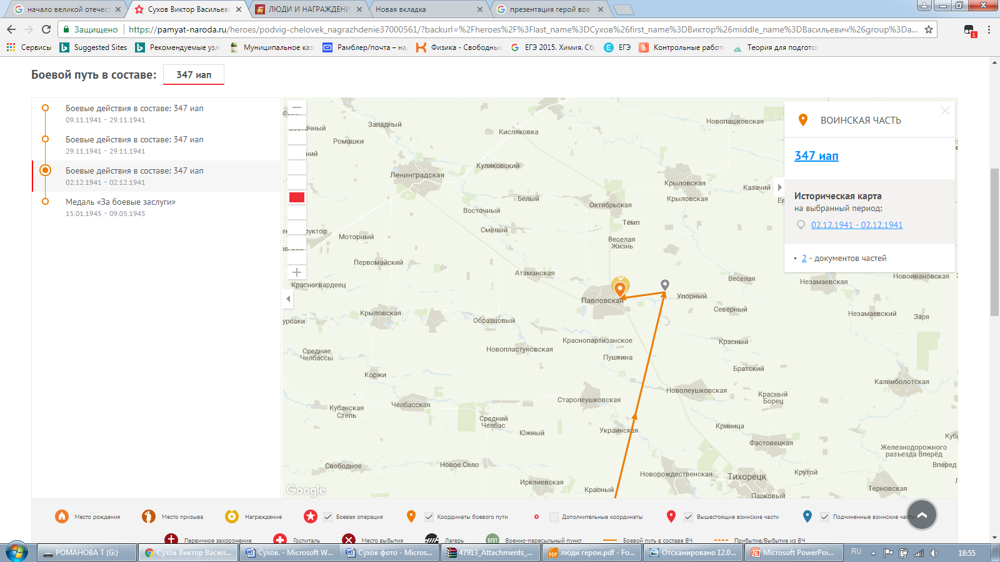 начало великой отечест
Сухов Виктор Васильеви
ЛЮДИ И НАГРАЖДЕНИ
Новая вкладка
презентация герой вов
Защищено
https://pamyat-naroda.ru/heroes/podvig-chelovek_nagrazhdenie37000561/?backurl=%2Fheroes%2F%3Flast_name%3DСухов%26first_name%3DВиктор%26middle_name%3DВасильевич%26group%3Da...
Сервисы
Suggested Sites
Рекомендуемые узл
Муниципальное каз
Рамблер/почта – на
Физика - Свободные
ЕГЭ 2015. Химия. Сб
ЕГЭ
Контрольные работ
Теория для подгото
Боевой путь в составе:
347 иап
Боевые действия в составе: 347 иап
09.11.1941 - 29.11.1941
Боевые действия в составе: 347 иап
29.11.1941 - 29.11.1941
Боевые действия в составе: 347 иап
02.12.1941 - 02.12.1941
Медаль «За боевые заслуги»
15.01.1945 - 09.05.1945
Западный
Новопашковская
Кисляковка
Ромашки
Куликовский
Ленинградская
Крыловская
Казачий
Белый
Крыловская
Октябрьская
Восточный
Темп
Смелый
Моторный
Веселая
Жизнь
Первомайский
Атаманская
Веселая
Новоивановская
Незамаевский
Красногвардеец
Павловская
Упорный
Северный
Незамаевский
Крыловская
Заря
урсаки
Образцовый
Краснопартизанское
Красный
Новопластуновская
Средние
Челбассы
Пушкина
Братский
Коржи
Калниболотская
Новолеушковская
Красный
Борец
Старолеушковская
Челбасская
Кубанская
Степь
Средний
Челбас
Криница
Украинская
Южный
Фастовецкая
Железнодорожного
разъезда Вперёд
Свободное
Новое Село
Вперед
Новорождественская
Крутой
Тихорецк
Ирклиевская
Терновская
Красный
Парковый
Google
ВОИНСКАЯ ЧАСТЬ
347 иап
Историческая карта
на выбранный период:
02.12.1941 - 02.12.1941
2 - документов частей
Место рождения
Место призыва
Награждение
Боевая операция
Координаты боевого пути
Дополнительные координаты
Вышестоящие воинские части
Подчиненные воинские части
Первичное захоронение
Госпиталь
Место выбытия
Лагерь
ВПП
Военно-пересыльный пункт
Боевой путь в составе ВЧ
Прибытие/Выбытие из ВЧ
РОМАНОВА Т (G:)
Сухов Виктор Васил...
Сухов. - Microsoft W...
Сухов фото - Micros...
47913_Attachments_...
люди герои.pdf - Fo...
Отсканировано 12.0...
Microsoft PowerPoi...
RU
18:55